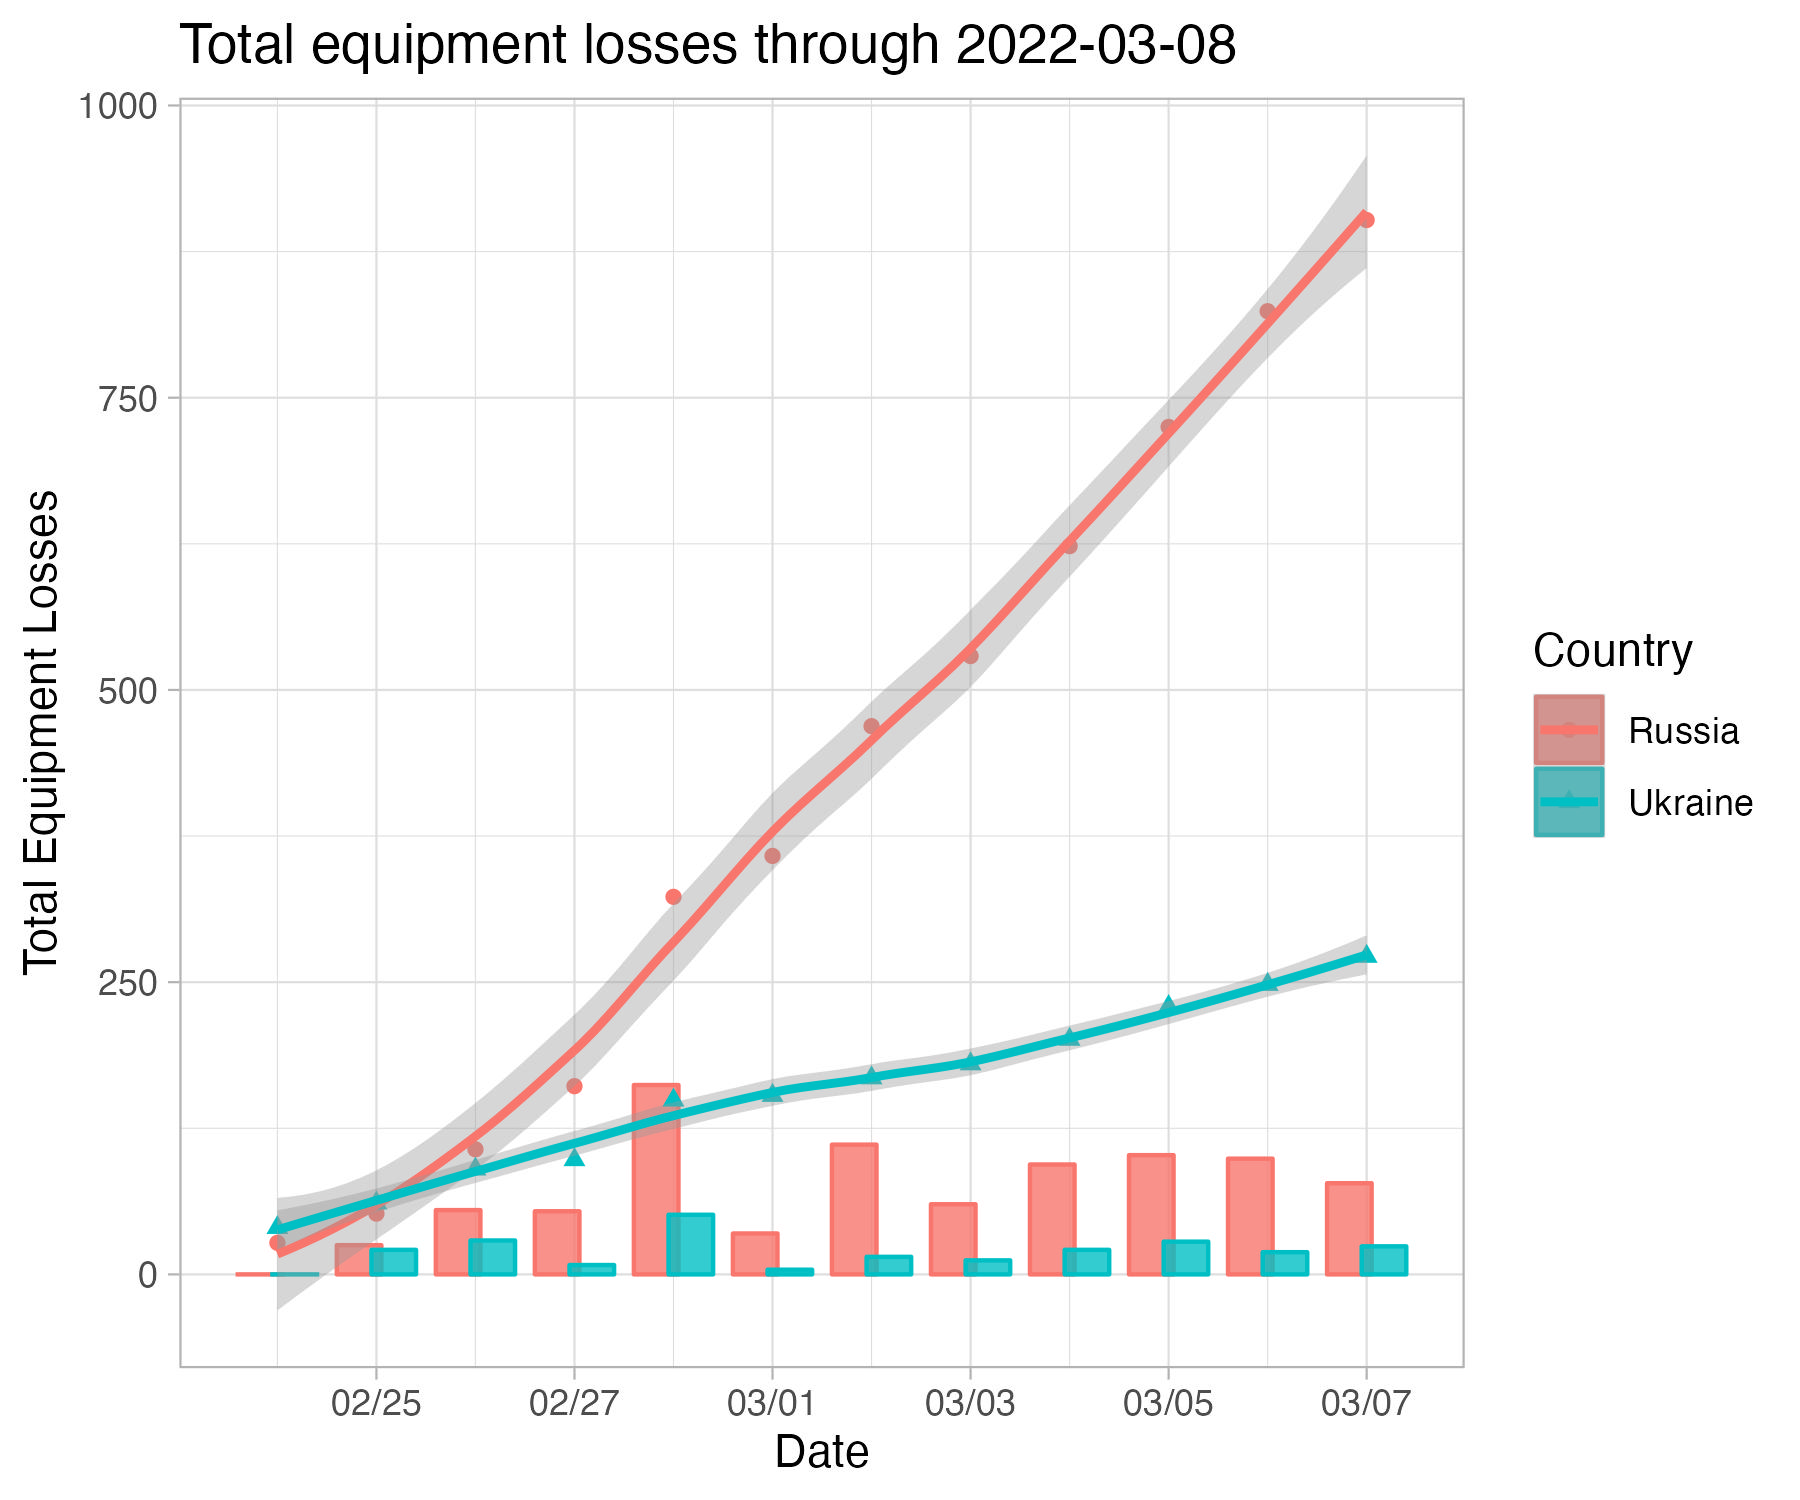 Total equipment losses through 2022-03-08
1000
750
500
250
0
Total Equipment Losses
02/25
02/27
03/01
03/03
03/05
03/07
Date
Country
Russia
Ukraine